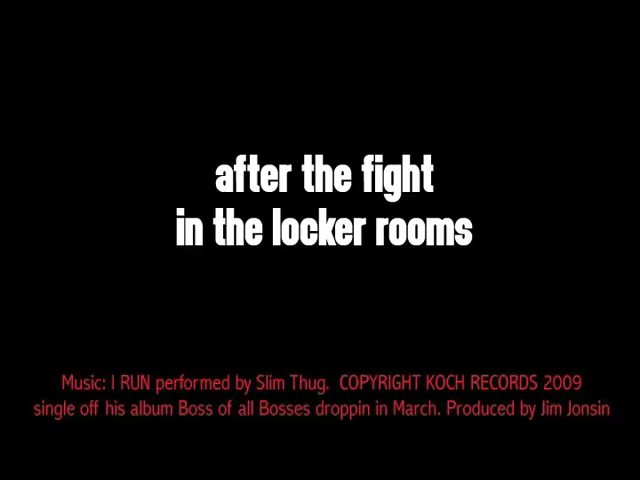 after the fight
in the locker rooms
Music: I RUN performed by Slim Thug.  COPYRIGHT KOCH RECORDS 2009
single off his album Boss of all Bosses droppin in March. Produced by Jim Jonsin